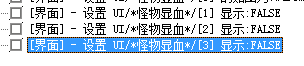 [界面] - 设置 UI/*怪物显血*/[1] 显示:FALSE
[界面] - 设置 UI/*怪物显血*/[2] 显示:FALSE
[界面] - 设置 UI/*怪物显血*/[3] 显示:FALSE